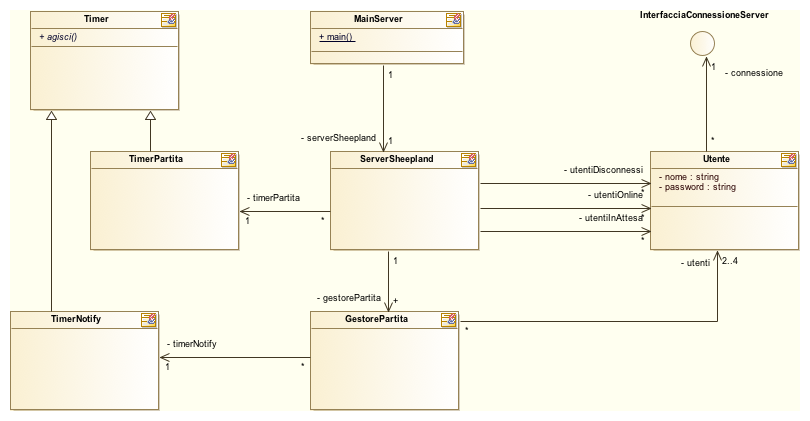 Timer
+ agisci()
MainServer
+ main()
InterfacciaConnessioneServer
1
- connessione
1
- serverSheepland
1
*
TimerPartita
ServerSheepland
Utente
- nome : string
- password : string
- utentiDisconnessi
*
- utentiOnline
*
- utentiInAttesa
*
- timerPartita
1
*
1
- utenti
2..4
- gestorePartita
+
TimerNotify
GestorePartita
*
- timerNotify
1
*